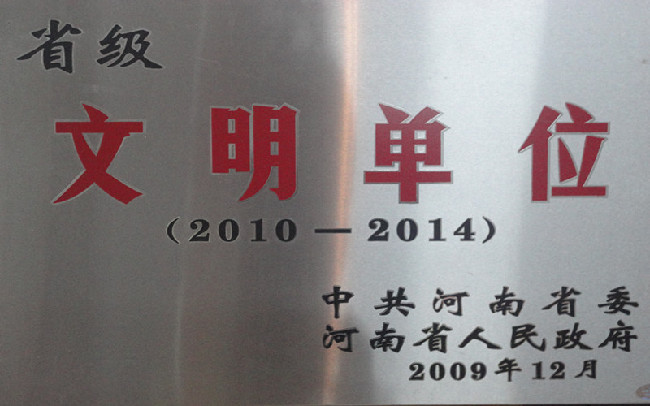 省级
文明单位
(2010—2014)
中共河南省委
河南省人民政府
2009年12月